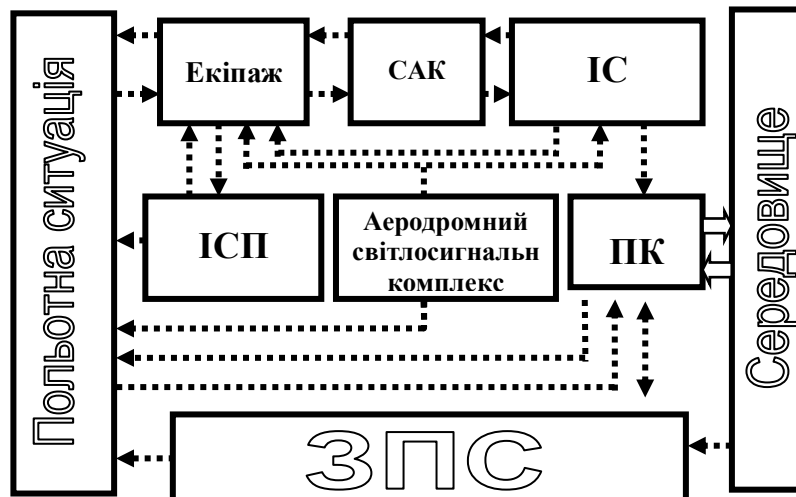 Польотна ситуація
Екіпаж
САК
ІС
Середовище
ІСП
Аеродромний
світлосигнальн
комплекс
ПК
ЗПС